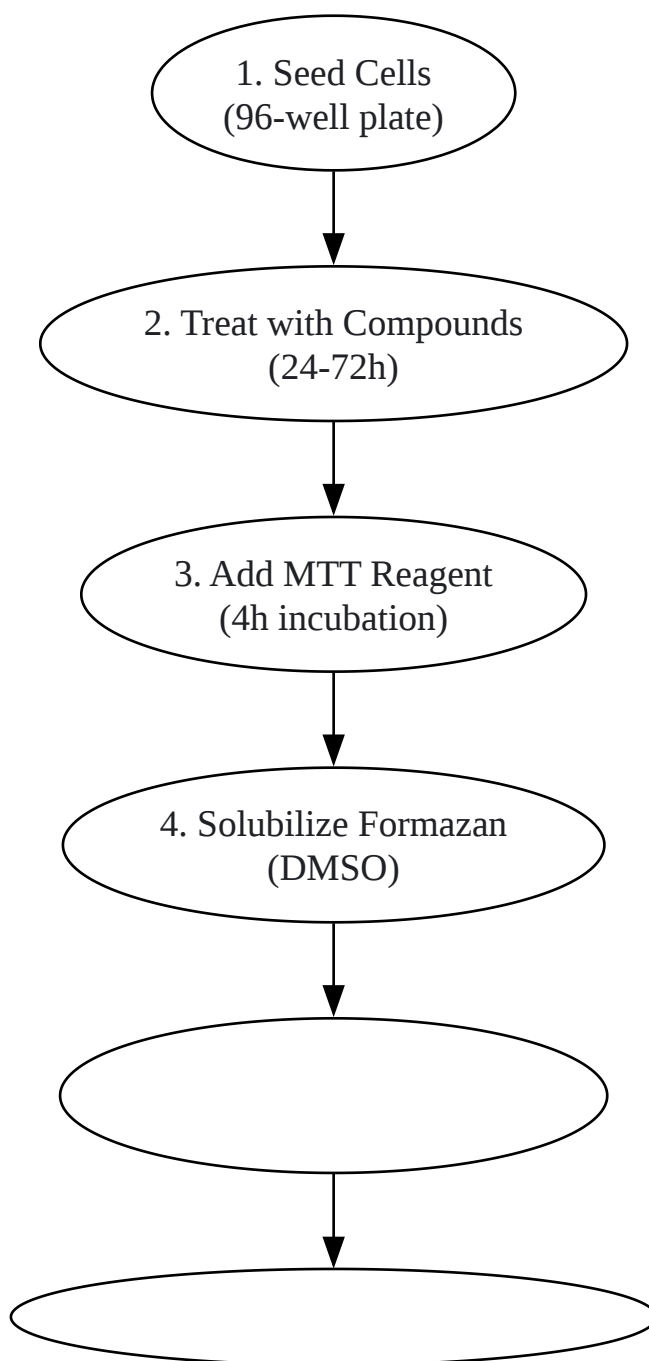 1. Seed Cells
(96-well plate)
2. Treat with Compounds
(24-72h)
3. Add MTT Reagent
(4h incubation)
4. Solubilize Formazan
(DMSO)